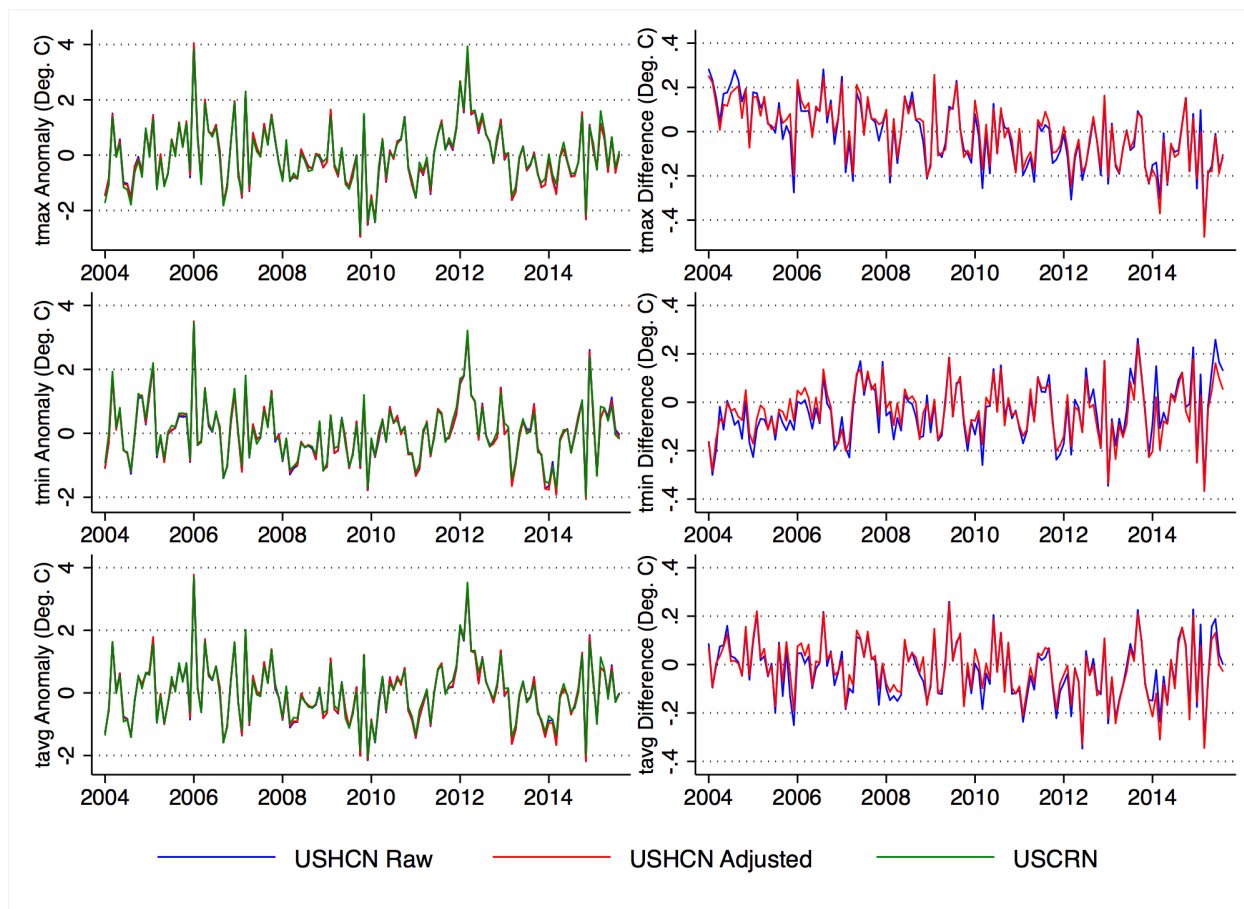 tmax Anomaly (Deg. C)
4
2
0
-2
2004 2006 2008 2010 2012 2014
tmax Difference (Deg. C)
.4
.2
0
-.2
-.4
2004 2006 2008 2010 2012 2014
tmin Anomaly (Deg. C)
4
2
0
-2
2004 2006 2008 2010 2012 2014
tmin Difference (Deg. C)
.4
.2
0
-.2
-.4
2004 2006 2008 2010 2012 2014
tavg Anomaly (Deg. C)
4
2
0
-2
2004 2006 2008 2010 2012 2014
tavg Difference (Deg. C)
.4
.2
0
-.2
-.4
2004 2006 2008 2010 2012 2014
USHCN Raw USHCN Adjusted USCRN